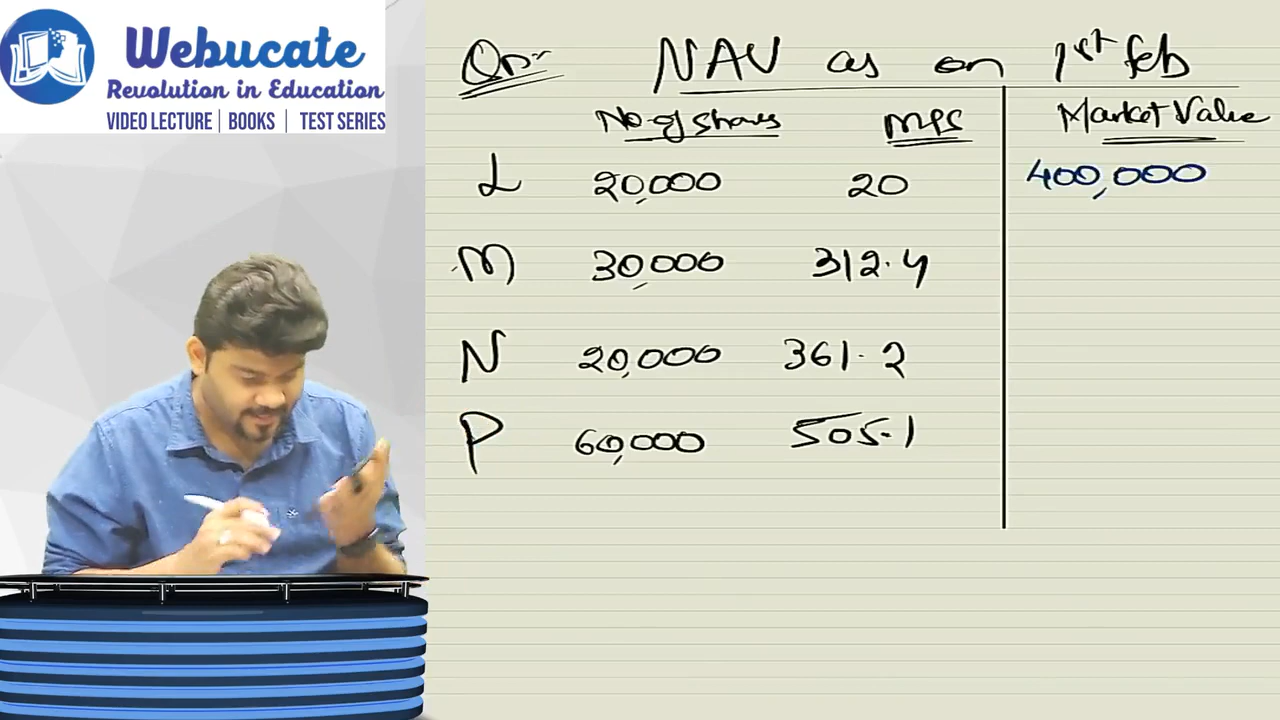 Webucate
Revolution in Education
VIDEO LECTURE | BOOKS | TEST SERIES
Qn:- NAV as on 1st feb
No. of Shares MPS Market Value
L 20,000 20 400,000
M 30,000 312.4
N 20,000 361.2
P 60,000 505.1